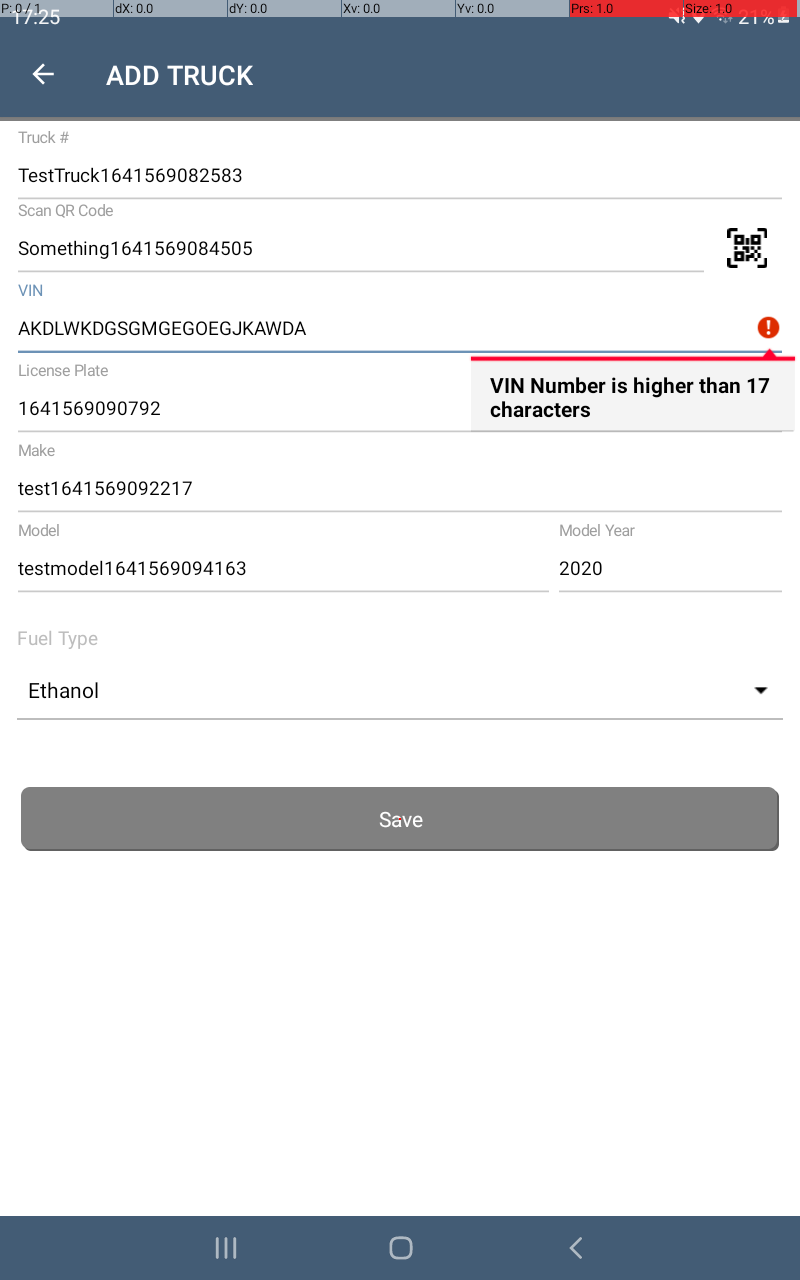 P: 0 / 1 dX: 0.0 dY: 0.0 Xv: 0.0 Yv: 0.0 Prs: 1.0 Size: 1.0
17:25 21%
ADD TRUCK
Truck #
TestTruck1641569082583
Scan QR Code
Something1641569084505
VIN
AKDLWKDGSGMGEGOEGJKAWDA
VIN Number is higher than 17
characters
License Plate
1641569090792
Make
test1641569092217
Model Model Year
testmodel1641569094163 2020
Fuel Type
Ethanol
Save